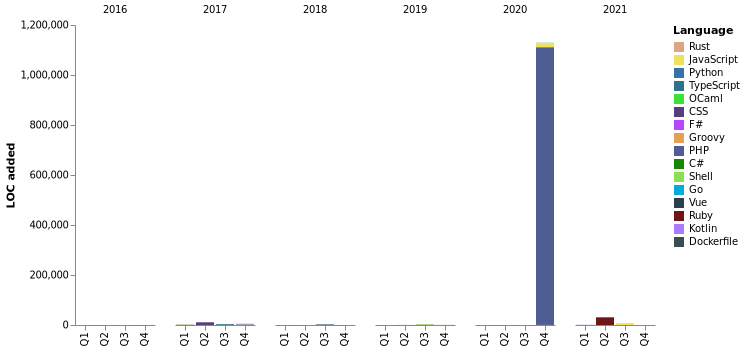 2016 2017 2018 2019 2020 2021
1,200,000
1,000,000
800,000
600,000
400,000
200,000
0
LOC added
Q1 Q2 Q3 Q4 Q1 Q2 Q3 Q4 Q1 Q2 Q3 Q4 Q1 Q2 Q3 Q4 Q1 Q2 Q3 Q4 Q1 Q2 Q3 Q4
Language
Rust
JavaScript
Python
TypeScript
OCaml
CSS
F#
Groovy
PHP
C#
Shell
Go
Vue
Ruby
Kotlin
Dockerfile